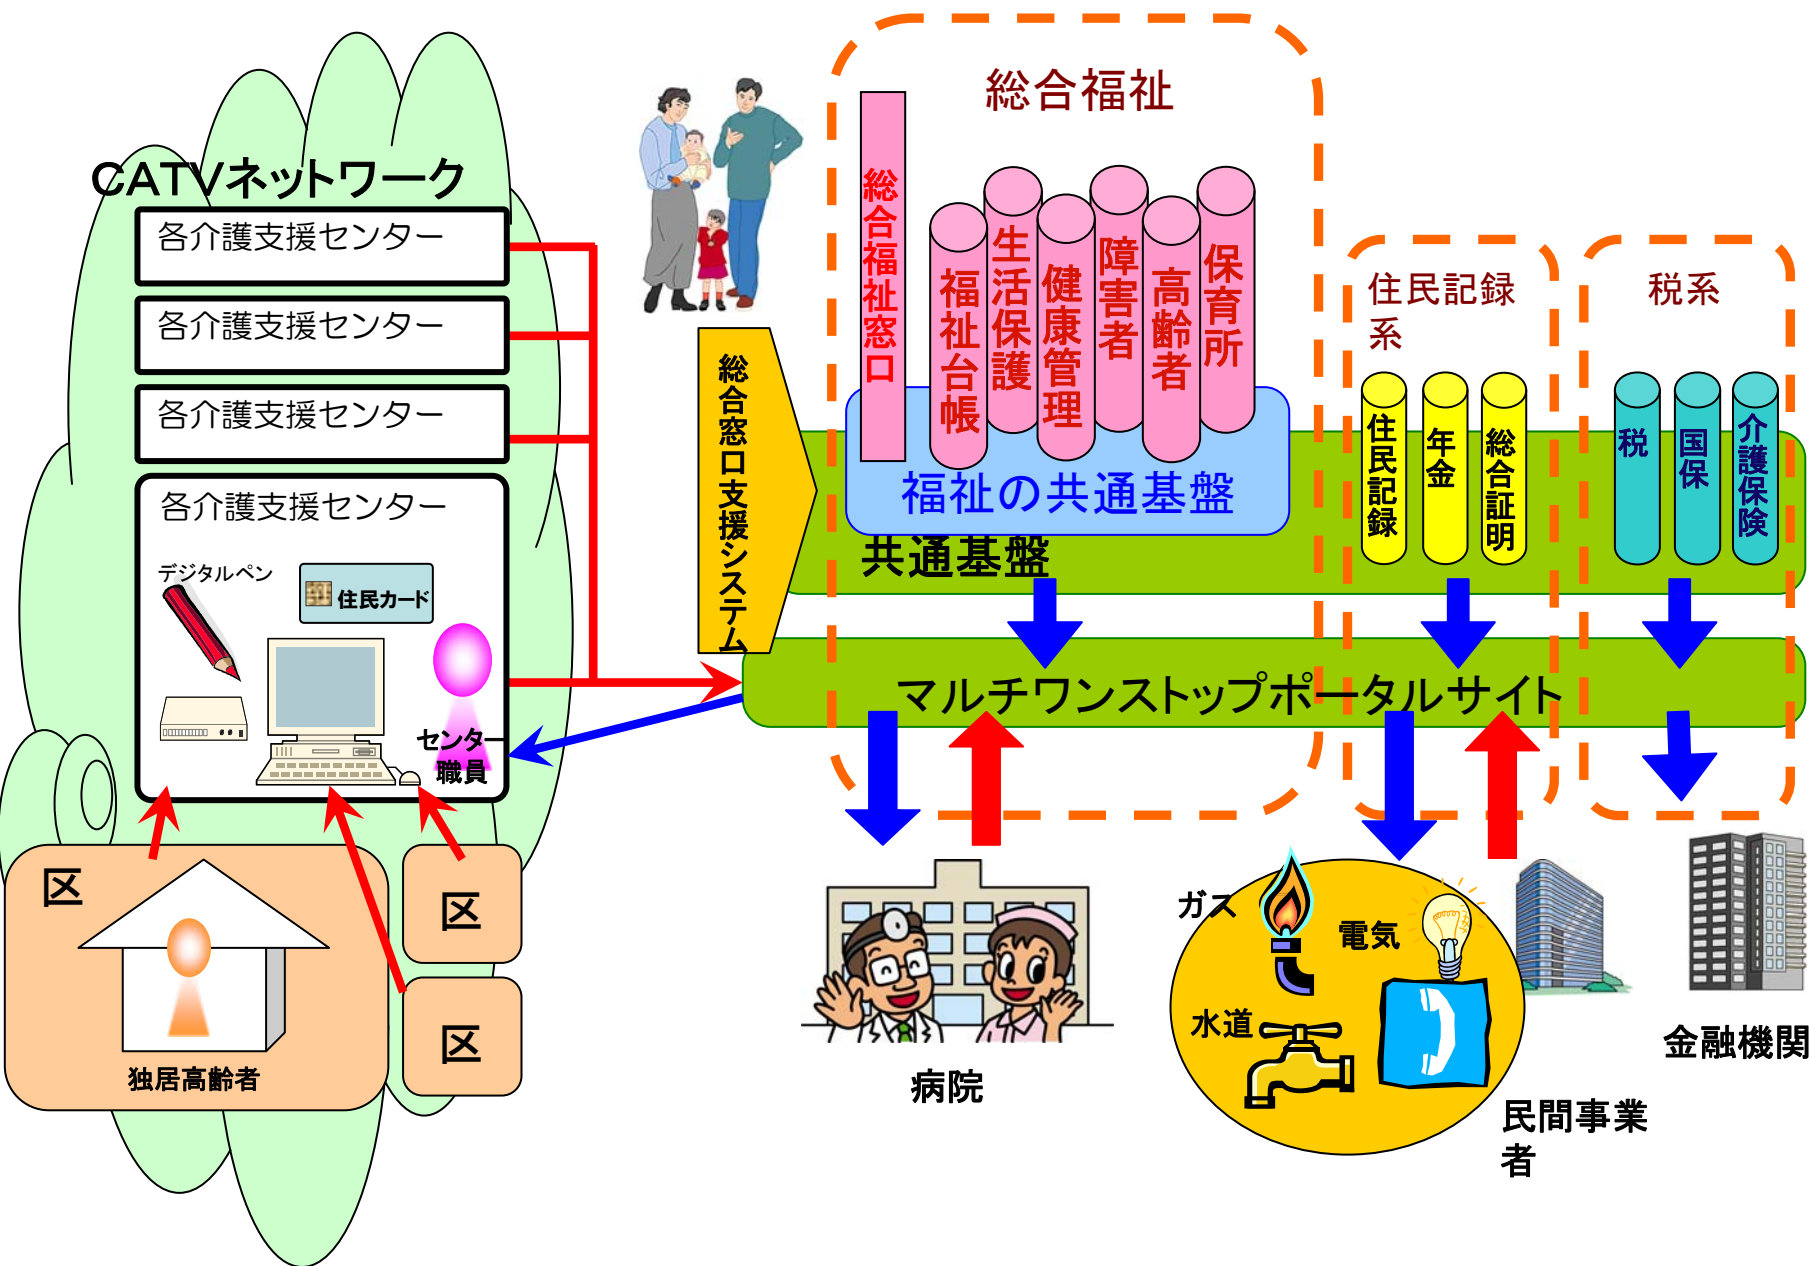 CATVネットワーク
各介護支援センター
各介護支援センター
各介護支援センター
各介護支援センター
デジタルペン
住民カード
センター
職員
区
独居高齢者
区
区
総合福祉
総合福祉窓口
福祉台帳
生活保護
健康管理
障害者
高齢者
保育所
福祉の共通基盤
共通基盤
総合窓口支援システム
住民記録
系
住民記録
年金
総合証明
税系
税
国保
介護保険
マルチワンストップポータルサイト
病院
ガス
電気
水道
民間事業
者
金融機関